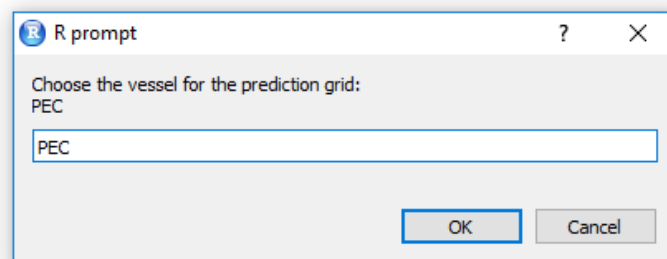 R prompt
?
Choose the vessel for the prediction grid:
PEC
PEC
OK
Cancel